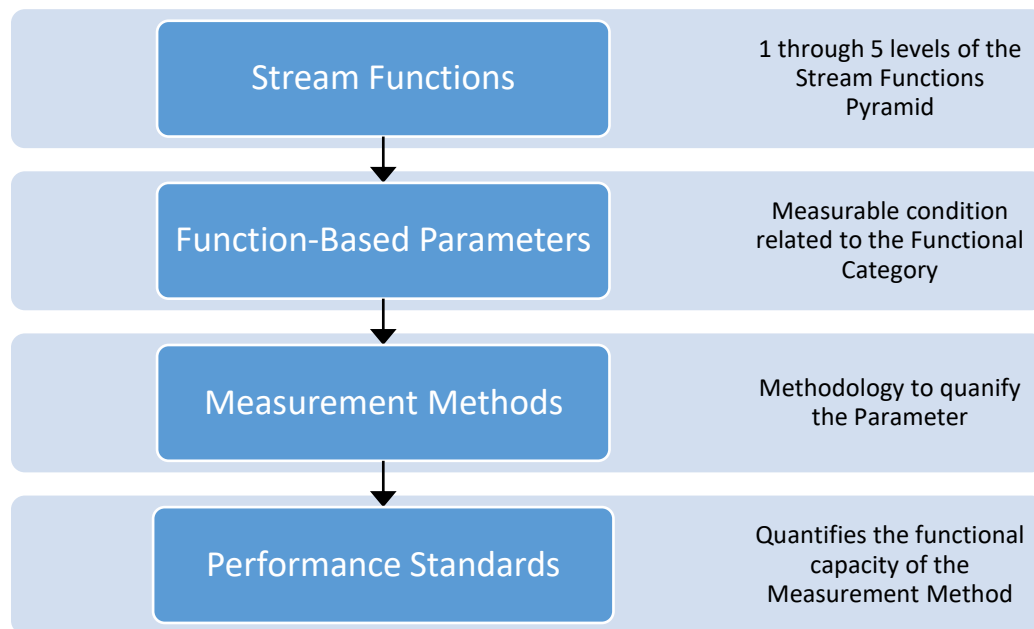 Stream Functions
1 through 5 levels of the
Stream Functions
Pyramid
Function-Based Parameters
Measurable condition
related to the Functional
Category
Measurement Methods
Methodology to quanify
the Parameter
Performance Standards
Quantifies the functional
capacity of the
Measurement Method